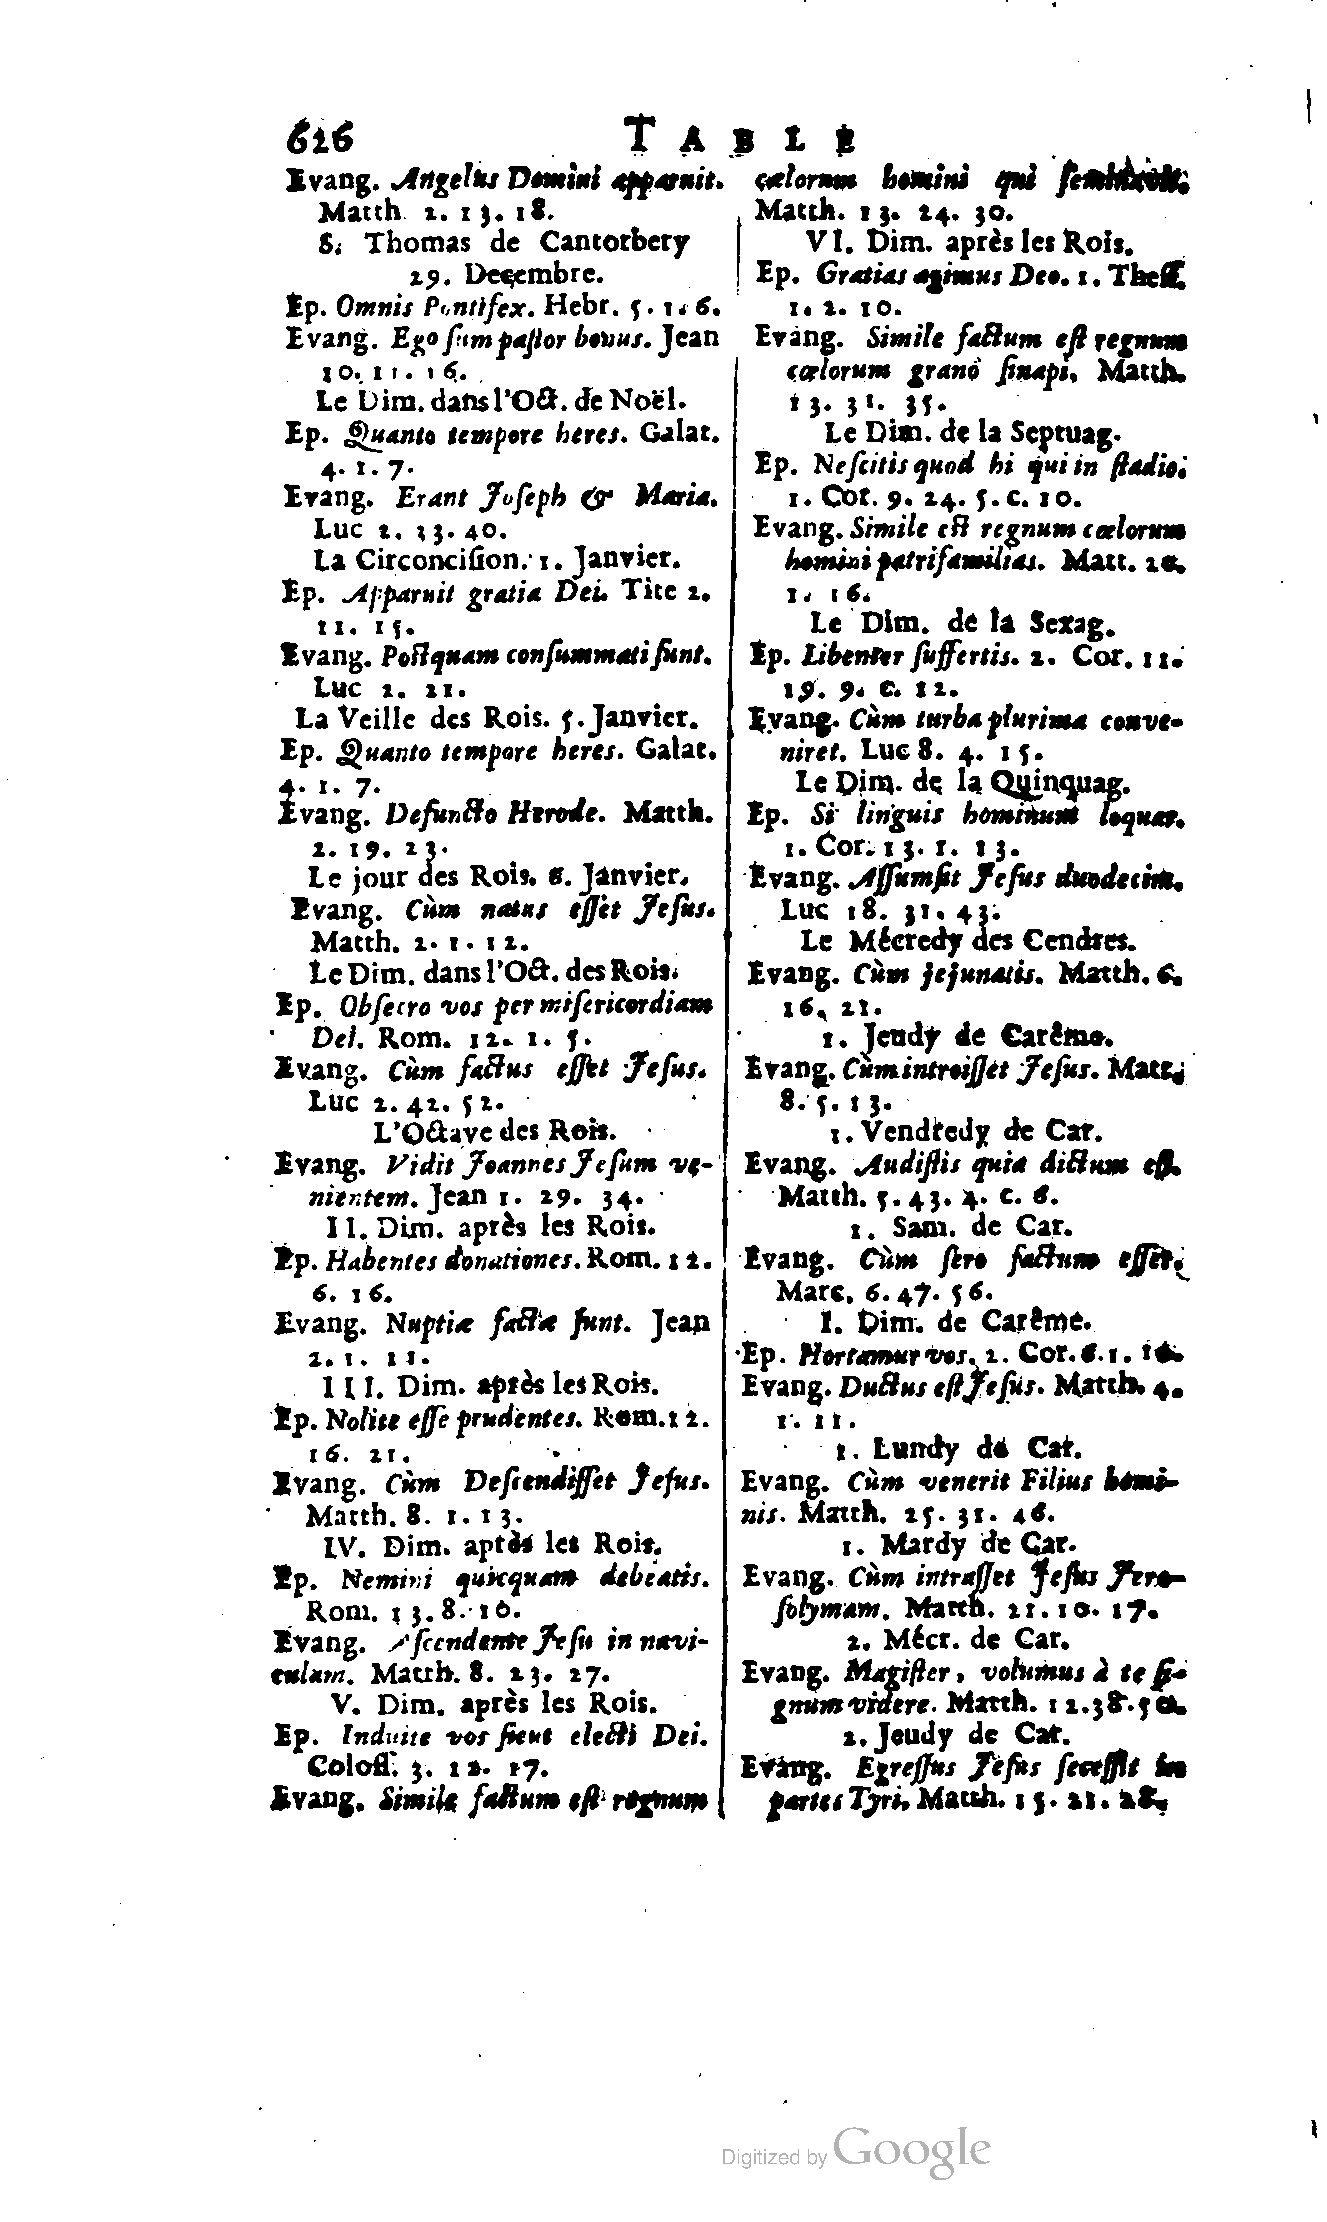 626
TABLE
Evang. Angelus Domini apparuit.
Matth 2. 13. 18.
S. Thomas de Cantorbery
29. Decembre.
Ep. Omnis Pontifex. Hebr. 5. 1. 6.
Evang. Ego ſum paſtor bonus. Jean
10. 11. 16.
Le Dim. dans l'Oct. de Noël.
Ep. Quanto tempore heres. Galat.
4. 1. 7.
Evang. Erant Joſeph & Maria.
Luc 2. 33. 40.
La Circonciſion. 1. Janvier.
Ep. Apparuit gratia Dei. Tite 2.
11. 15.
Evang. Poſtquam conſummati ſunt.
Luc 2. 21.
La Veille des Rois. 5. Janvier.
Ep. Quanto tempore heres. Galat.
4. 1. 7.
Evang. Defuncto Herode. Matth.
2. 19. 23.
Le jour des Rois. 6. Janvier.
Evang. Cùm natus eſſet Jeſus.
Matth. 2. 1. 12.
Le Dim. dans l'Oct. des Rois.
Ep. Obſecro vos per miſericordiam
Dei. Rom. 12. 1. 5.
Evang. Cùm factus eſſet Jeſus.
Luc 2. 42. 52.
L'Octave des Rois.
Evang. Vidit Joannes Jeſum ve-
nientem. Jean 1. 29. 34.
II. Dim. après les Rois.
Ep. Habentes donationes. Rom. 12.
6. 16.
Evang. Nuptiæ factæ ſunt. Jean
2. 1. 11.
III. Dim. après les Rois.
Ep. Nolite eſſe prudentes. Rom. 12.
16. 21.
Evang. Cùm Deſcendiſſet Jeſus.
Matth. 8. 1. 13.
IV. Dim. après les Rois.
Ep. Nemini quicquam debeatis.
Rom. 13. 8. 10.
Evang. Aſcendente Jeſu in navi-
culam. Matth. 8. 23. 27.
V. Dim. après les Rois.
Ep. Induite vos ſicut electi Dei.
Coloſſ. 3. 12. 17.
Evang. Simile factum eſt regnum
cælorum homini qui
Matth. 13. 24. 30.
VI. Dim. après les Rois.
Ep. Gratias agimus Deo. 1. Theſſ.
1. 2. 10.
Evang. Simile factum eſt regnum
cœlorum grano ſinapi. Matth.
13. 31. 35.
Le Dim. de la Septuag.
Ep. Neſcitis quod hi qui in ſtadio.
1. Cor. 9. 24. 5. c. 10.
Evang. Simile eſt regnum cœlorum
homini patrifamilias. Matt. 20.
1. 16.
Le Dim. de la Sexag.
Ep. Libenter ſuffertis. 2. Cor. 11.
19. 9. c. 12.
Evang. Cùm turba plurima conve-
niret. Luc 8. 4. 15.
Le Dim. de la Quinquag.
Ep. Si linguis hominum loquar.
1. Cor. 13. 1. 13.
Evang. Aſſumſit Jeſus duodecim.
Luc 18. 31. 43.
Le Mécredy des Cendres.
Evang. Cùm jejunatis. Matth. 6.
16. 21.
1. Jeudy de Carême.
Evang. Cùm introiſſet Jeſus. Matt.
8. 5. 13.
1. Vendredy de Car.
Evang. Audiſtis quia dictum eſt.
Matth. 5. 43. 4. c. 6.
1. Sam. de Car.
Evang. Cùm ſero factum eſſet.
Marc. 6. 47. 56.
I. Dim. de Carême.
Ep. Hortamur vos. 2. Cor. 6. 1. 10.
Evang. Ductus eſt Jeſus. Matth. 4.
1. 11.
1. Lundy de Car.
Evang. Cùm venerit Filius homi-
nis. Matth. 25. 31. 46.
1. Mardy de Car.
Evang. Cùm intraſſet Jeſus Jero-
ſolymam. Matth. 21. 10. 17.
2. Mécr. de Car.
Evang. Magiſter, volumus à te ſi-
gnum videre. Matth. 12. 38. 50.
2. Jeudy de Car.
Evang. Egreſſus Jeſus ſeceſſit in
partes Tyri. Matth. 15. 21. 28.
Digitized by Google